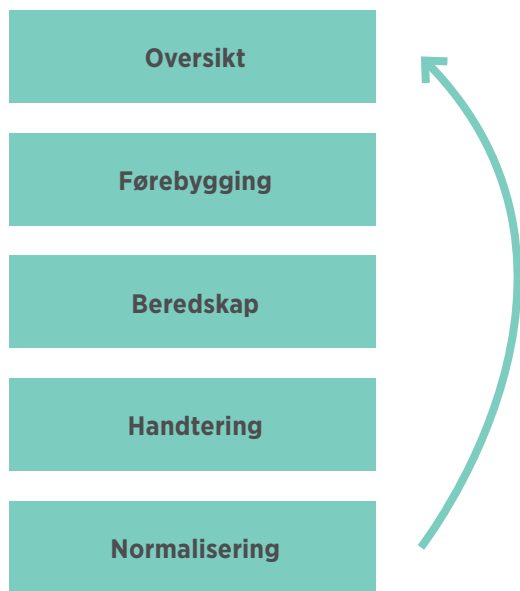 Oversikt
Førebygging
Beredskap
Handtering
Normalisering